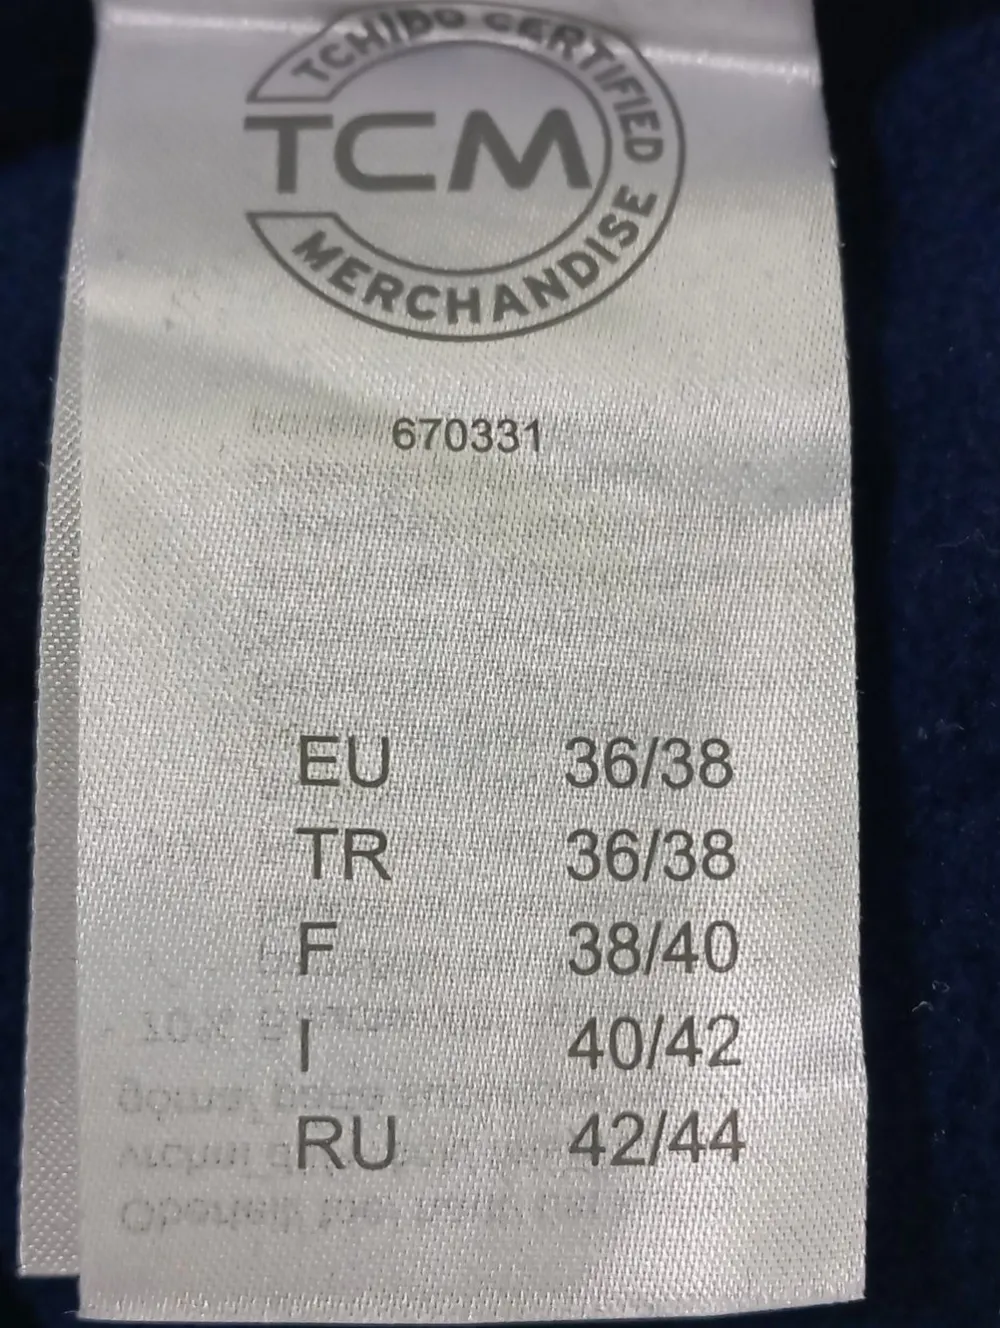 TCHIBO CERTIFIED
TCM
MERCHANDISE
670331
EU 36/38
TR 36/38
F 38/40
I 40/42
RU 42/44